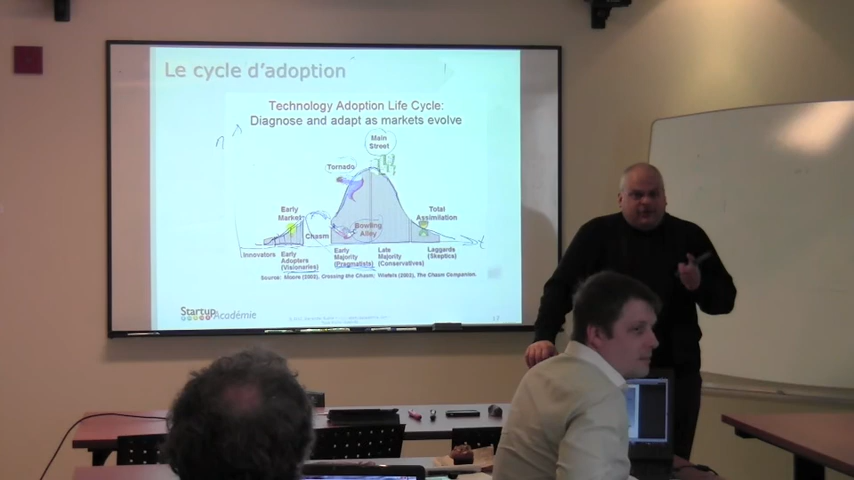 Le cycle d'adoption
Technology Adoption Life Cycle:
Diagnose and adapt as markets evolve
Main
Street
Tornado
Early
Market
Total
Assimilation
Chasm
Bowling
Alley
Innovators
Early
Adopters
(Visionaries)
Early
Majority
(Pragmatists)
Late
Majority
(Conservatives)
Laggards
(Skeptics)
Source: Moore (2002), Crossing the Chasm; Wiefels (2002), The Chasm Companion.
Startup Académie
17